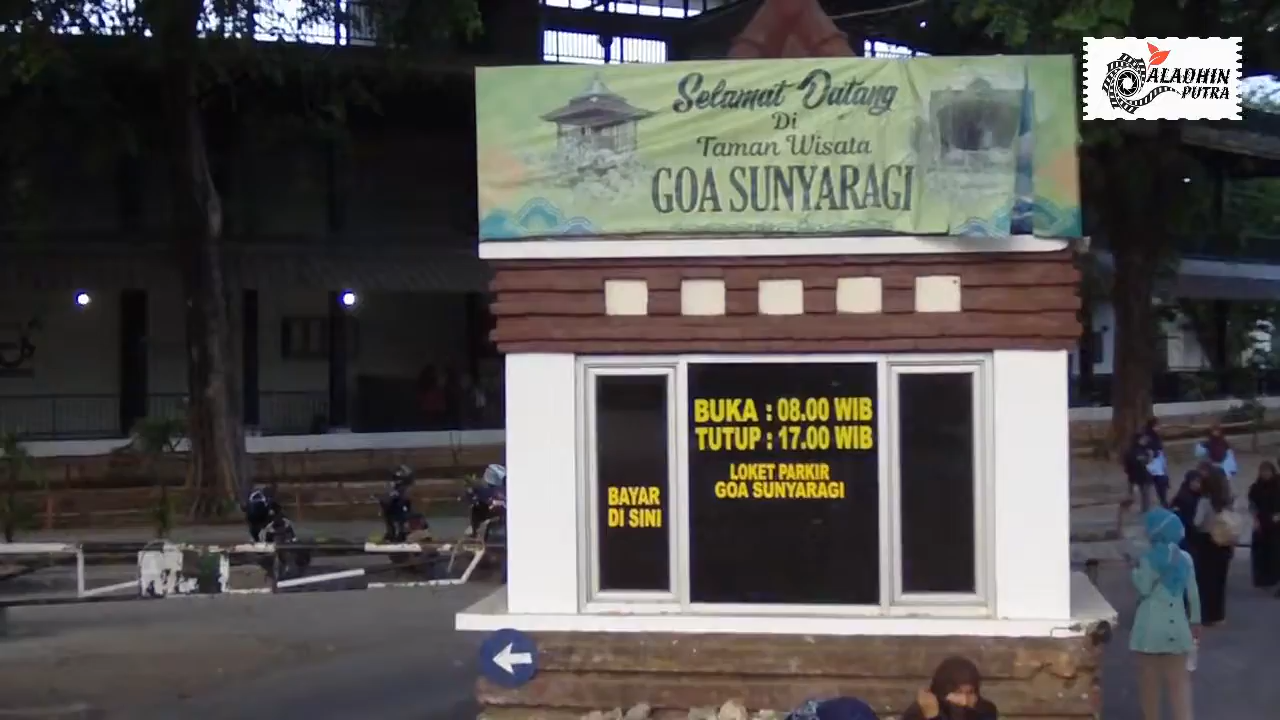 Selamat Datang
Di
Taman Wisata
GOA SUNYARAGI
ALADHIN
PUTRA
BUKA : 08.00 WIB
TUTUP : 17.00 WIB
LOKET PARKIR
GOA SUNYARAGI
BAYAR
DI SINI